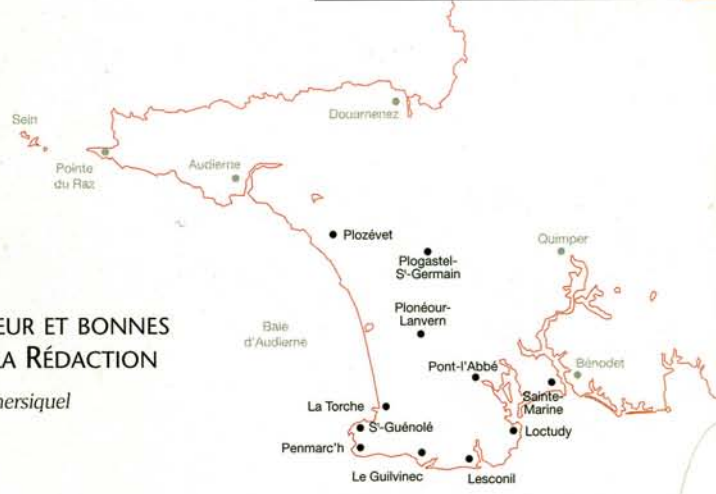 Sein
Douarnenez
Pointe
du Raz
Audierne
Plozévet
Quimper
Plogastel-
St-Germain
Plonéour-
Lanvern
EUR ET BONNES
LA RÉDACTION
Baie
d'Audierne
Pont-l'Abbé
Bénodet
Sainte-
Marine
La Torche
St-Guénolé
Loctudy
Penmarc'h
Le Guilvinec
Lesconil